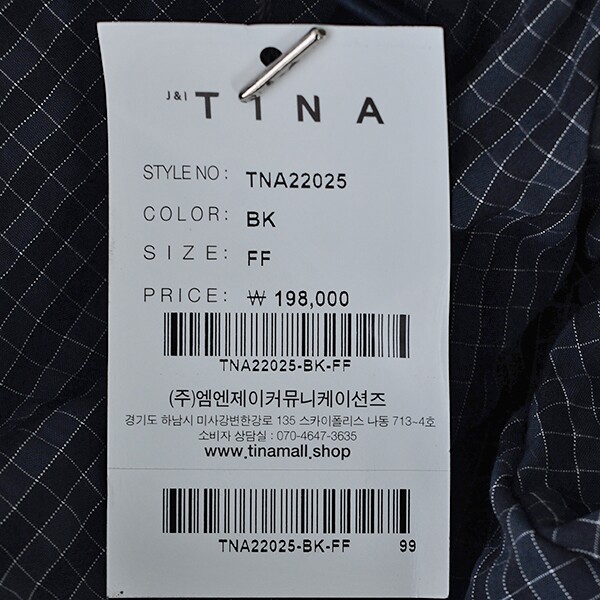 J&I TINA
STYLE NO : TNA22025
COLOR : BK
SIZE : FF
PRICE : ₩ 198,000
TNA22025-BK-FF
(주)엠엔제이커뮤니케이션즈
경기도 하남시 미사강변한강로 135 스카이폴리스 나동 713~4호
소비자 상담실 : 070-4647-3635
www.tinamall.shop
TNA22025-BK-FF 99